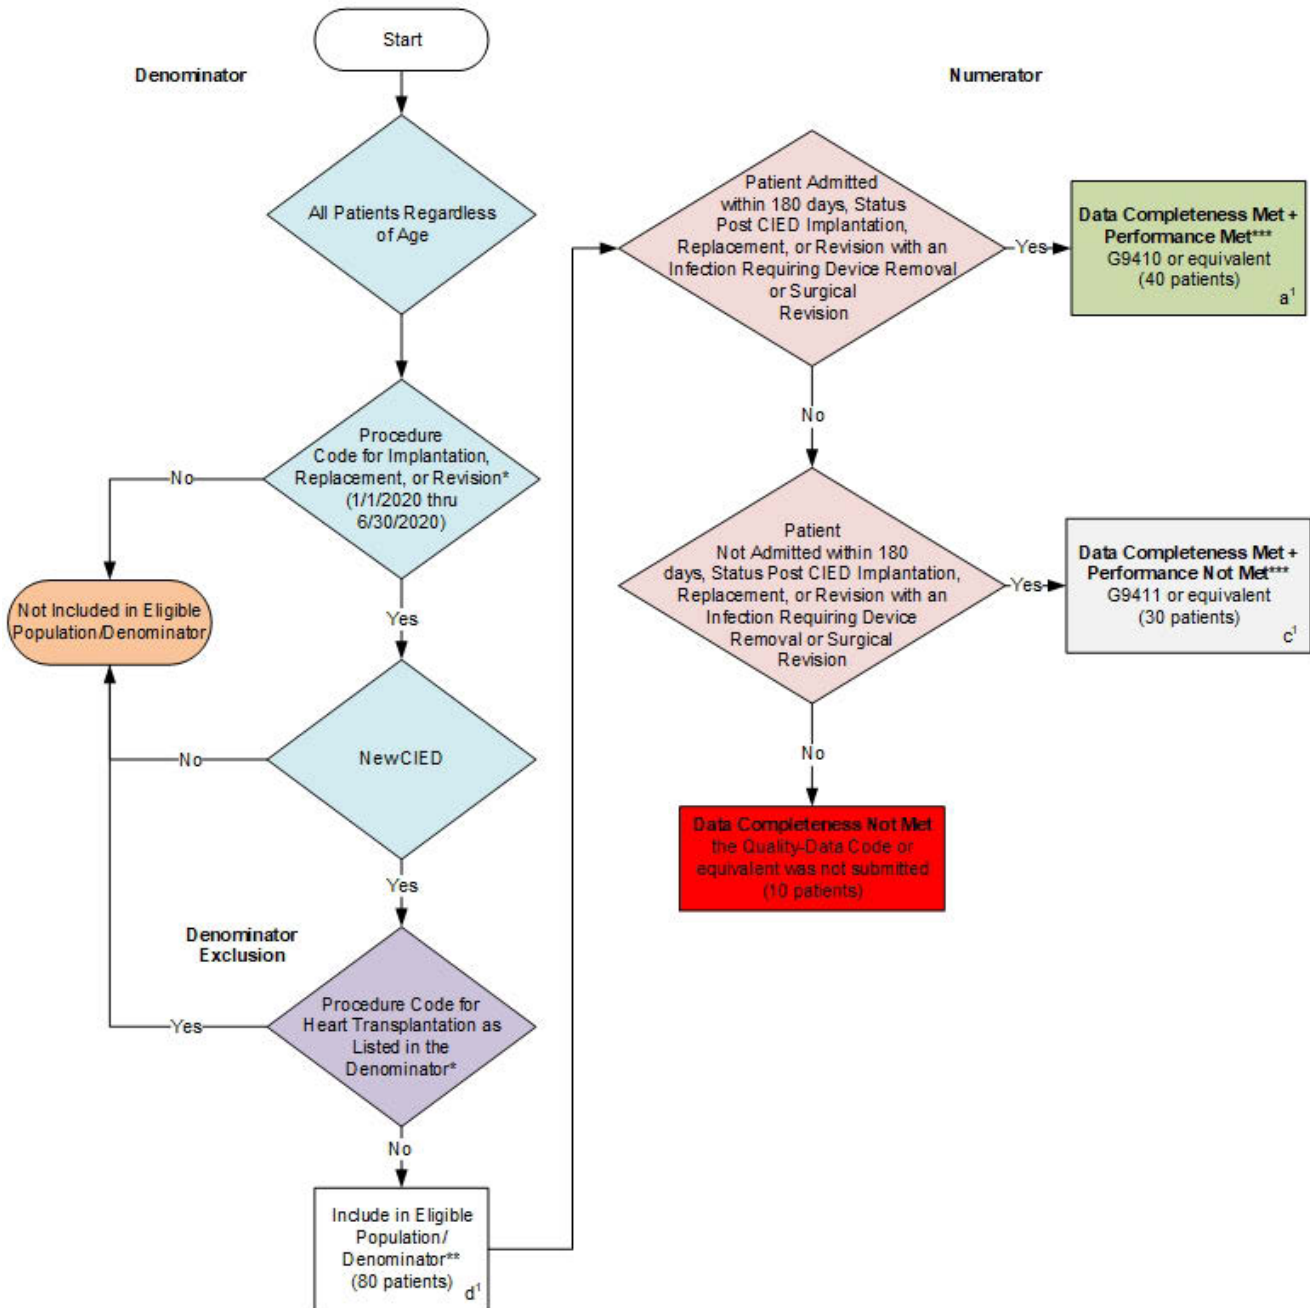 Start
Denominator
All Patients Regardless
of Age
Procedure
Code for Implantation,
Replacement, or Revision*
(1/1/2020 thru
6/30/2020)
No
Not Included in Eligible
Population/Denominator
Yes
NewCIED
No
Yes
Denominator
Exclusion
Procedure Code for
Heart Transplantation as
Listed in the
Denominator*
Yes
No
Include in Eligible
Population/
Denominator**
(80 patients)
d¹
Numerator
Patient Admitted
within 180 days, Status
Post CIED Implantation,
Replacement, or Revision with an
Infection Requiring Device Removal
or Surgical
Revision
Yes
Data Completeness Met +
Performance Met***
G9410 or equivalent
(40 patients)
a¹
No
Patient
Not Admitted within 180
days, Status Post CIED Implantation,
Replacement, or Revision with an
Infection Requiring Device
Removal or Surgical
Revision
Yes
Data Completeness Met +
Performance Not Met***
G9411 or equivalent
(30 patients)
c¹
No
Data Completeness Not Met
the Quality-Data Code or
equivalent was not submitted
(10 patients)